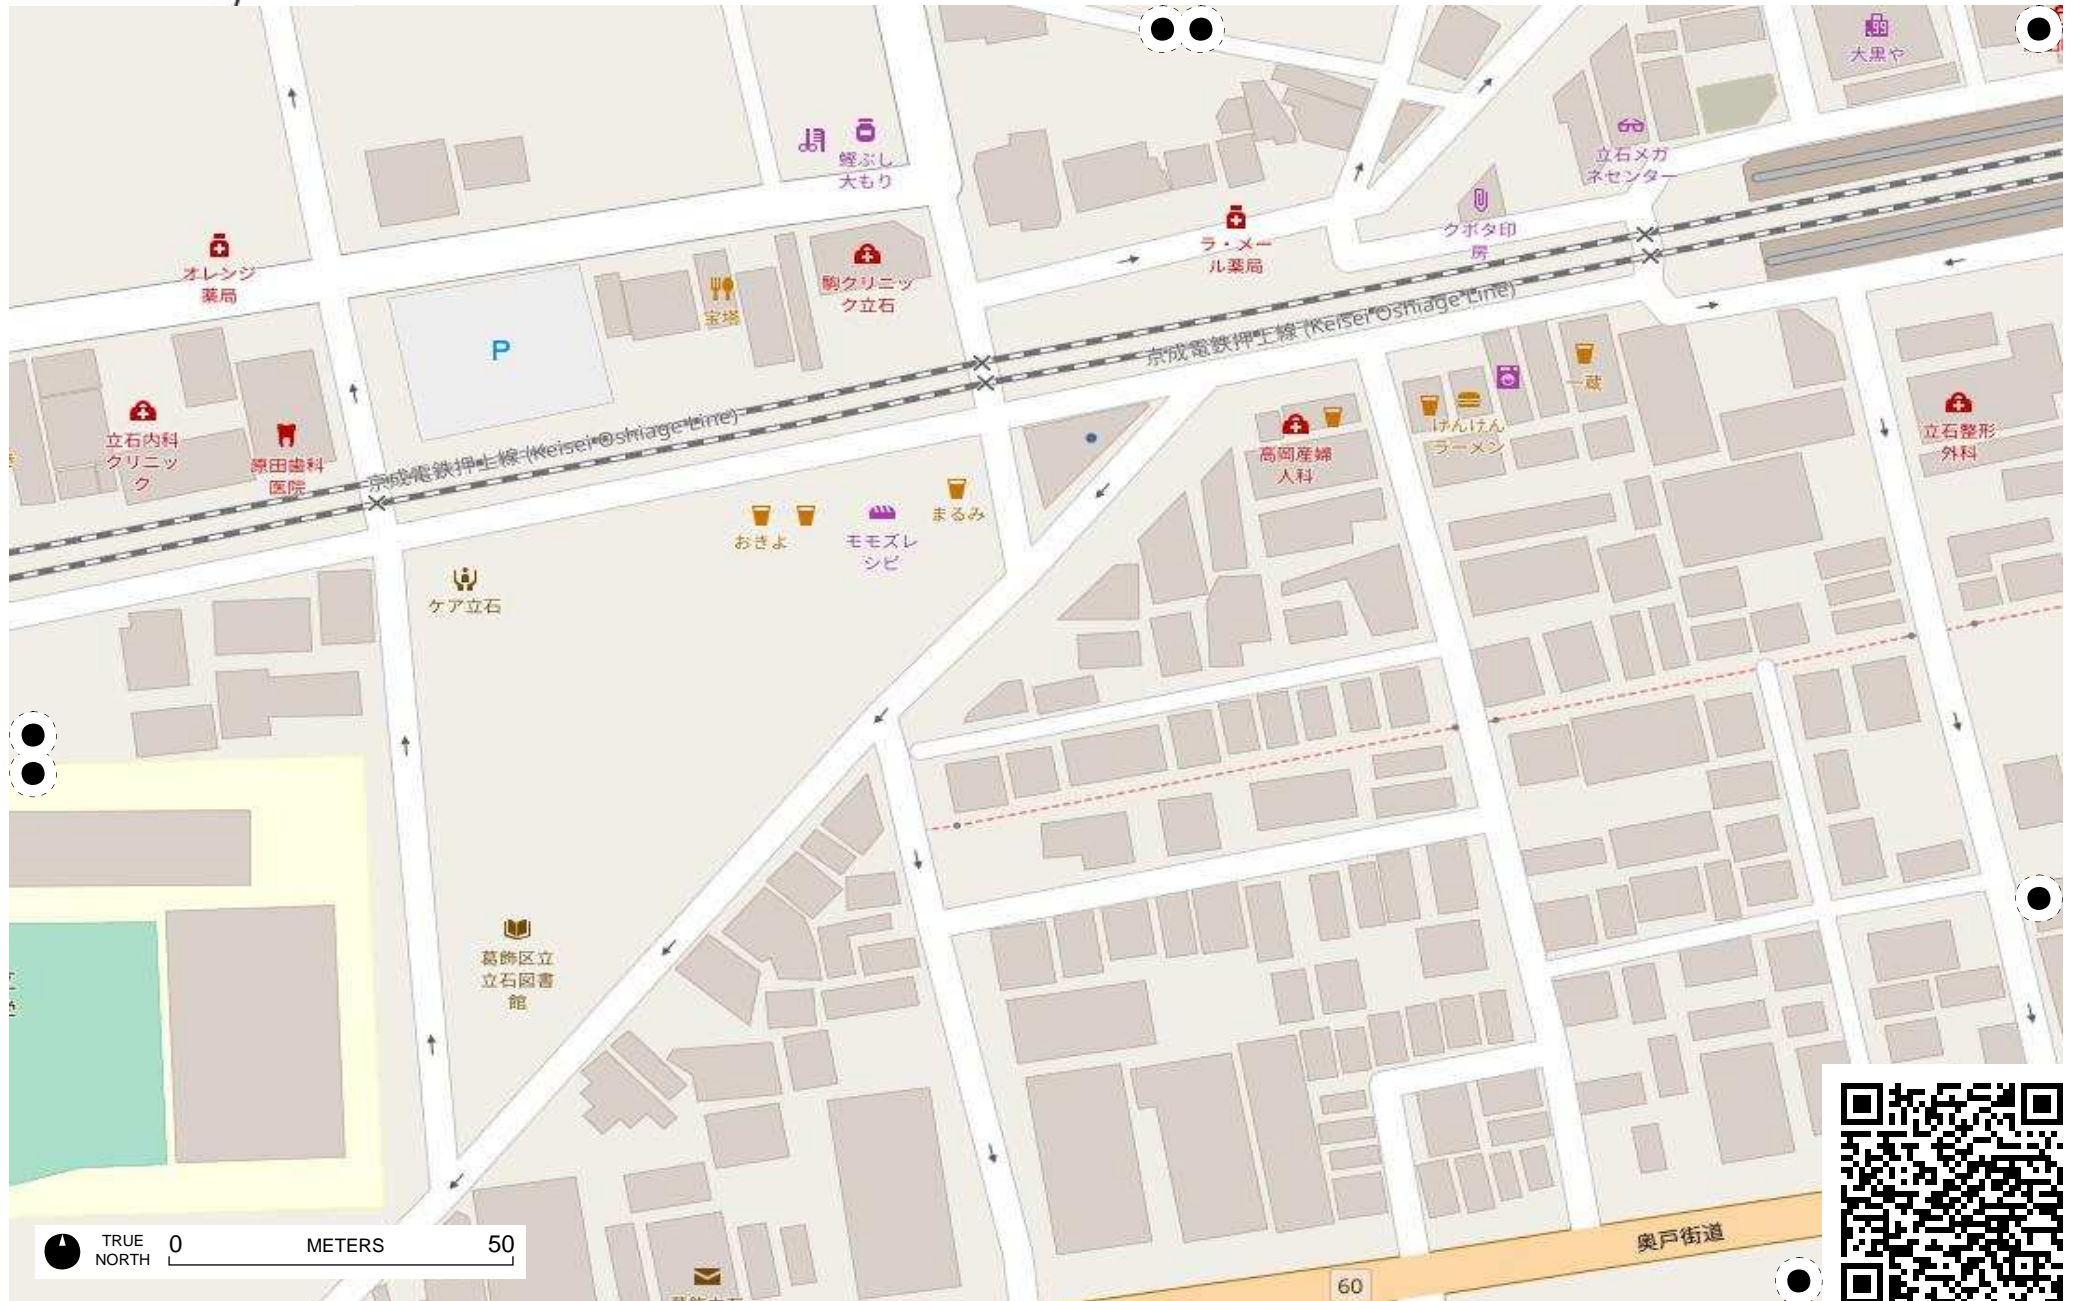 大黒や
鰹ぶし
大もり
立石メガ
ネセンター
クボタ印
房
ラ・メー
ル薬局
オレンジ
薬局
駒クリニッ
ク立石
宝塔
P
京成電鉄押上線 (Keisei Oshiage Line)
一蔵
けんけん
ラーメン
高岡産婦
人科
立石整形
外科
立石内科
クリニッ
ク
原田歯科
医院
京成電鉄押上線 (Keisei Oshiage Line)
まるみ
おきよ
モモズレ
シピ
ケア立石
葛飾区立
立石図書
館
奥戸街道
60
TRUE
NORTH
0 METERS 50